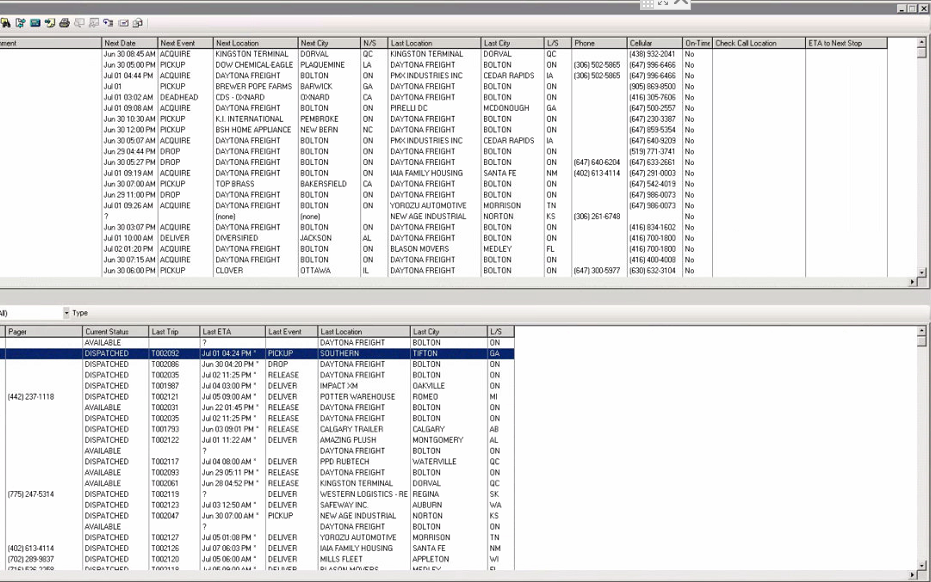 nment Next Date Next Event Next Location Next City N/S Last Location Last City L/S Phone Cellular On-Time Check Call Location ETA to Next Stop
Jun 30 08:45 AM ACQUIRE KINGSTON TERMINAL DORVAL QC KINGSTON TERMINAL DORVAL QC (438) 932-2041 No
Jun 30 05:00 PM PICKUP DOW CHEMICAL-EAGLE PLAQUEMINE LA DAYTONA FREIGHT BOLTON ON (306) 502-5865 (647) 996-6466 No
Jul 01 04:44 PM ACQUIRE DAYTONA FREIGHT BOLTON ON PMX INDUSTRIES INC CEDAR RAPIDS IA (306) 502-5865 (647) 996-6466 No
Jul 01 PICKUP BREWER POPE FARMS BARWICK GA DAYTONA FREIGHT BOLTON ON (905) 869-8500 No
Jul 01 03:02 AM DEADHEAD CDS - OXNARD OXNARD CA DAYTONA FREIGHT BOLTON ON (416) 305-7606 No
Jul 01 09:08 AM ACQUIRE DAYTONA FREIGHT BOLTON ON PIRELLI DC MCDONOUGH GA (647) 500-2557 No
Jun 30 10:30 AM PICKUP K.I. INTERNATIONAL PEMBROKE ON DAYTONA FREIGHT BOLTON ON (647) 230-3387 No
Jun 30 12:00 PM PICKUP BSH HOME APPLIANCE NEW BERN NC DAYTONA FREIGHT BOLTON ON (647) 859-5354 No
Jun 30 05:07 AM ACQUIRE DAYTONA FREIGHT BOLTON ON PMX INDUSTRIES INC CEDAR RAPIDS IA (647) 640-9209 No
Jun 29 04:44 PM DROP DAYTONA FREIGHT BOLTON ON DAYTONA FREIGHT BOLTON ON (519) 771-3741 No
Jun 30 05:27 PM DROP DAYTONA FREIGHT BOLTON ON DAYTONA FREIGHT BOLTON ON (647) 640-6204 (647) 633-2661 No
Jul 01 09:19 AM ACQUIRE DAYTONA FREIGHT BOLTON ON IAIA FAMILY HOUSING SANTA FE NM (402) 613-4114 (647) 291-0003 No
Jun 30 07:00 AM PICKUP TOP BRASS BAKERSFIELD CA DAYTONA FREIGHT BOLTON ON (647) 542-4019 No
Jun 29 11:00 PM DROP DAYTONA FREIGHT BOLTON ON DAYTONA FREIGHT BOLTON ON (647) 986-0073 No
Jul 01 09:26 AM ACQUIRE DAYTONA FREIGHT BOLTON ON YOROZU AUTOMOTIVE MORRISON TN (647) 986-0073 No
? (none) (none) NEW AGE INDUSTRIAL NORTON KS (306) 261-6748 No
Jun 30 03:07 PM ACQUIRE DAYTONA FREIGHT BOLTON ON DAYTONA FREIGHT BOLTON ON (416) 834-1602 No
Jul 01 10:00 AM DELIVER DIVERSIFIED JACKSON AL DAYTONA FREIGHT BOLTON ON (416) 700-1800 No
Jul 02 01:20 PM ACQUIRE DAYTONA FREIGHT BOLTON ON BLASON MOVERS MEDLEY FL (416) 700-1800 No
Jun 30 07:15 AM ACQUIRE DAYTONA FREIGHT BOLTON ON DAYTONA FREIGHT BOLTON ON (416) 400-4008 No
Jun 30 06:00 PM PICKUP CLOVER OTTAWA IL DAYTONA FREIGHT BOLTON ON (647) 300-5977 (630) 632-3104 No
All) Type
Pager Current Status Last Trip Last ETA Last Event Last Location Last City L/S
AVAILABLE ? DAYTONA FREIGHT BOLTON ON
DISPATCHED T002092 Jul 01 04:24 PM * PICKUP SOUTHERN TIFTON GA
DISPATCHED T002086 Jun 30 04:20 PM * DROP DAYTONA FREIGHT BOLTON ON
DISPATCHED T002035 Jul 02 11:25 PM * RELEASE DAYTONA FREIGHT BOLTON ON
DISPATCHED T001987 Jul 04 03:00 PM * DELIVER IMPACT XM OAKVILLE ON
(442) 237-1118 DISPATCHED T002121 Jul 05 09:00 AM * DELIVER POTTER WAREHOUSE ROMEO MI
AVAILABLE T002031 Jun 22 01:45 PM * RELEASE DAYTONA FREIGHT BOLTON ON
DISPATCHED T002035 Jul 02 11:25 PM * RELEASE DAYTONA FREIGHT BOLTON ON
DISPATCHED T001793 Jun 03 09:01 PM * RELEASE CALGARY TRAILER CALGARY AB
DISPATCHED T002122 Jul 01 11:22 AM * DELIVER AMAZING PLUSH MONTGOMERY AL
AVAILABLE ? DAYTONA FREIGHT BOLTON ON
DISPATCHED T002117 Jul 04 08:00 AM * DELIVER PPD RUBTECH WATERVILLE QC
AVAILABLE T002093 Jun 29 05:11 PM * RELEASE DAYTONA FREIGHT BOLTON ON
AVAILABLE T002061 Jun 28 04:52 PM * RELEASE KINGSTON TERMINAL DORVAL QC
(775) 247-5314 DISPATCHED T002119 ? DELIVER WESTERN LOGISTICS - RE REGINA SK
DISPATCHED T002123 Jul 03 12:50 AM * DELIVER SAFEWAY INC. AUBURN WA
DISPATCHED T002047 Jun 30 07:00 AM * PICKUP NEW AGE INDUSTRIAL NORTON KS
AVAILABLE ? DAYTONA FREIGHT BOLTON ON
DISPATCHED T002127 Jul 05 01:08 PM * DELIVER YOROZU AUTOMOTIVE MORRISON TN
(402) 613-4114 DISPATCHED T002126 Jul 07 06:03 PM * DELIVER IAIA FAMILY HOUSING SANTA FE NM
(702) 289-9837 DISPATCHED T002120 Jul 05 06:00 AM * DELIVER MILLS FLEET APPLETON WI
(716) 526-2258 DISPATCHED T002118 Jul 05 09:00 AM * DELIVER BLASON MOVERS MEDLEY FL